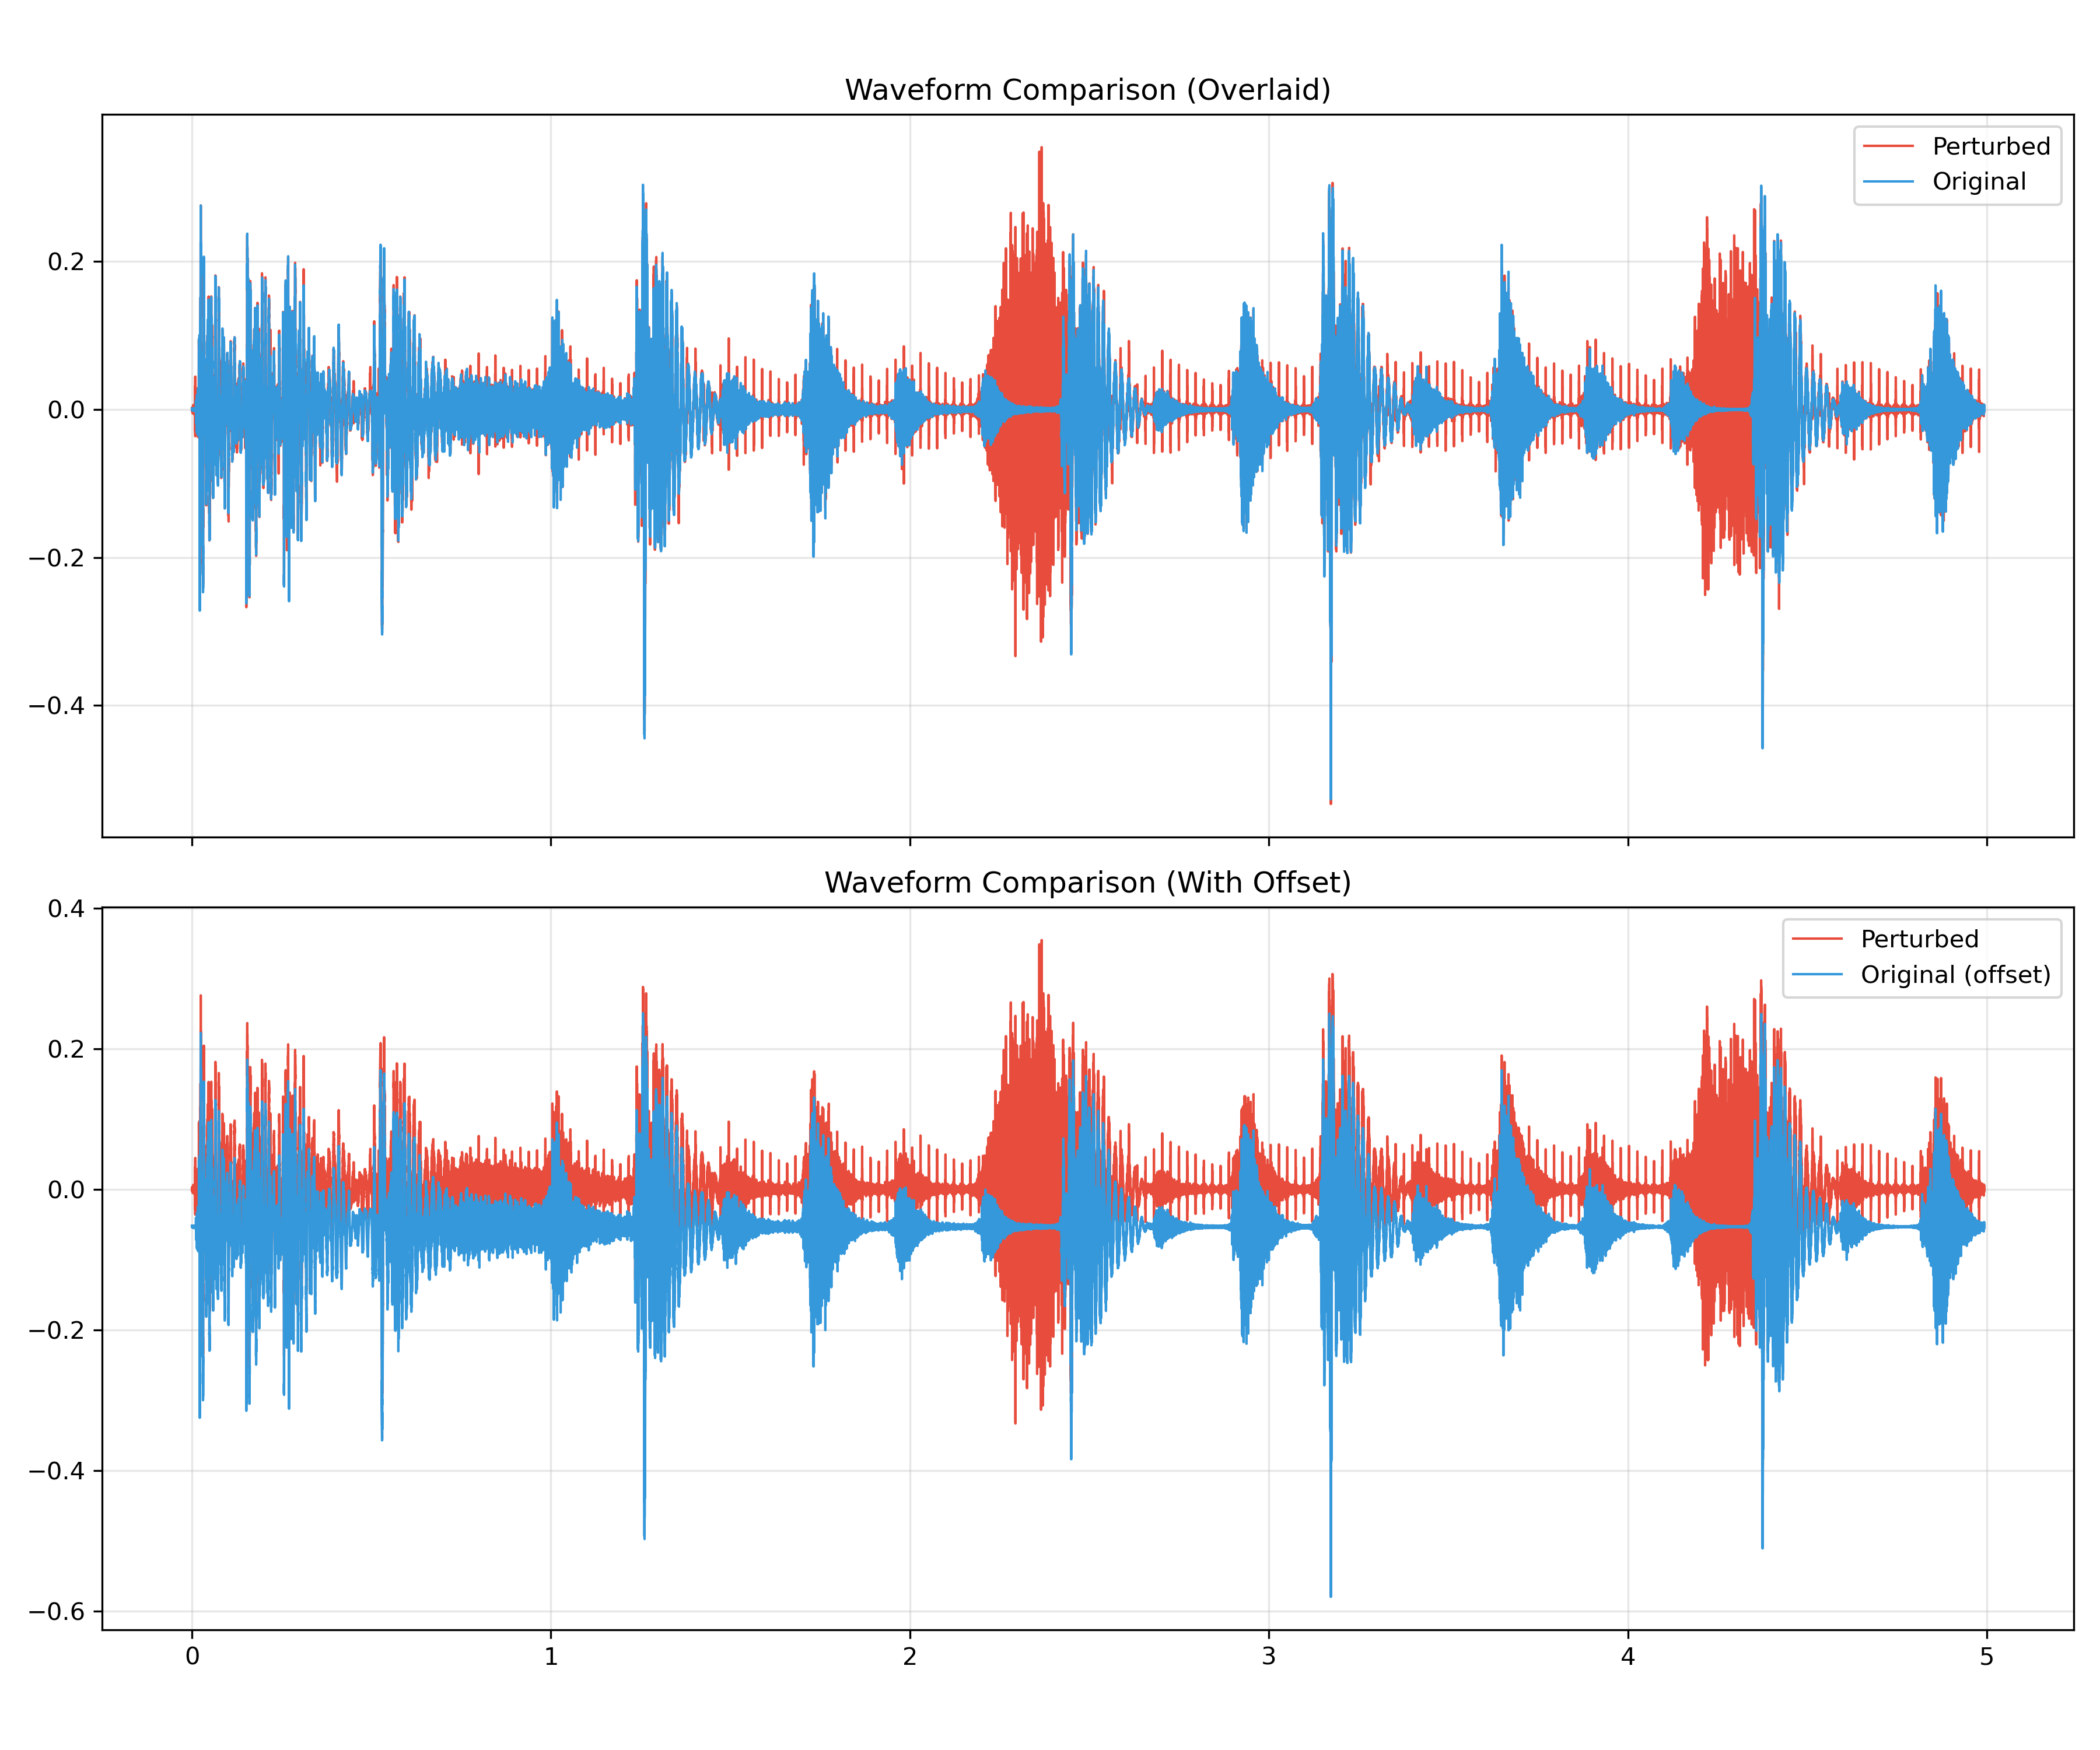 Waveform Comparison (Overlaid)
Perturbed
Original
0.2
0.0
−0.2
−0.4
Waveform Comparison (With Offset)
Perturbed
Original (offset)
0.4
0.2
0.0
−0.2
−0.4
−0.6
0 1 2 3 4 5